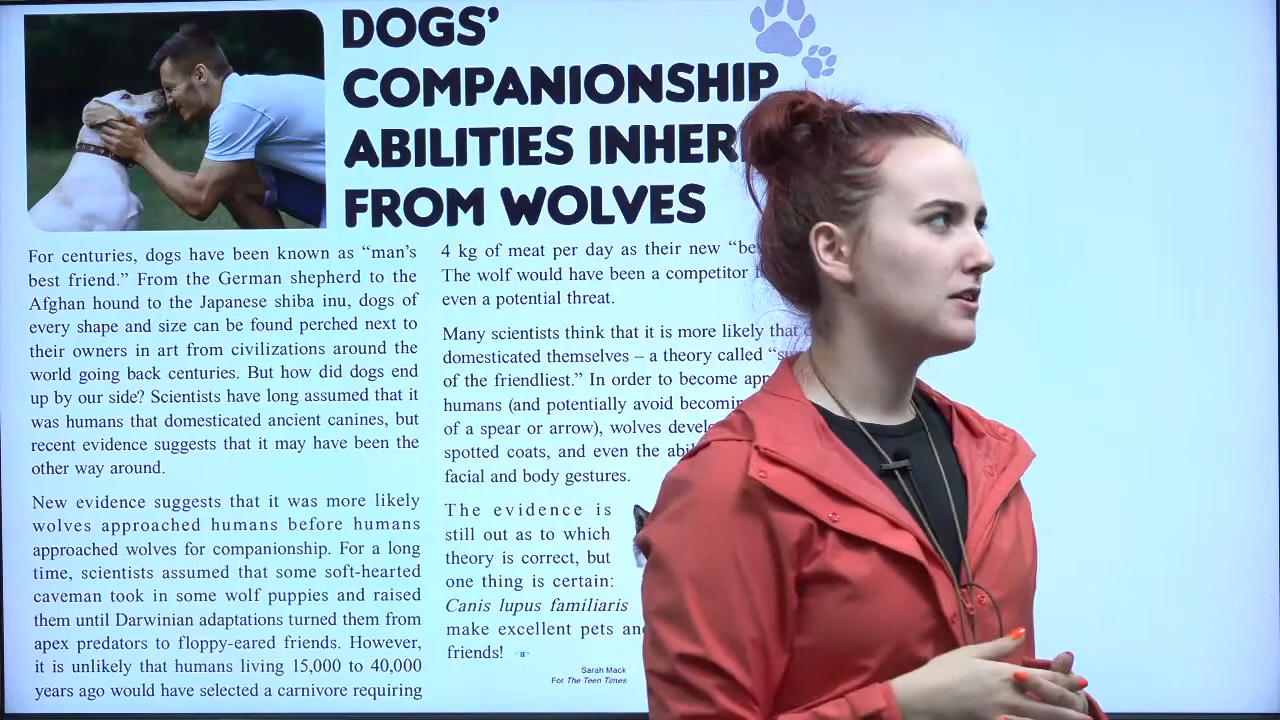 DOGS’
COMPANIONSHIP
ABILITIES
FROM WOLVES
For centuries, dogs have been known as “man’s
best friend.” From the German shepherd to the
Afghan hound to the Japanese shiba inu, dogs of
every shape and size can be found perched next to
their owners in art from civilizations around the
world going back centuries. But how did dogs end
up by our side? Scientists have long assumed that it
was humans that domesticated ancient canines, but
recent evidence suggests that it may have been the
other way around.
New evidence suggests that it was more likely
wolves approached humans before humans
approached wolves for companionship. For a long
time, scientists assumed that some soft-hearted
caveman took in some wolf puppies and raised
them until Darwinian adaptations turned them from
apex predators to floppy-eared friends. However,
it is unlikely that humans living 15,000 to 40,000
years ago would have selected a carnivore requiring
4 kg of meat per day as their new
The wolf would have been a competitor
even a potential threat.
Many scientists think that it is more likely that
domesticated themselves – a theory called
of the friendliest.” In order to become
humans (and potentially avoid
of a spear or arrow), wolves
spotted coats, and even the
facial and body gestures.
The evidence is
still out as to which
theory is correct, but
one thing is certain:
Canis lupus familiaris
make excellent pets
friends!
Sarah Mack
For The Teen Times